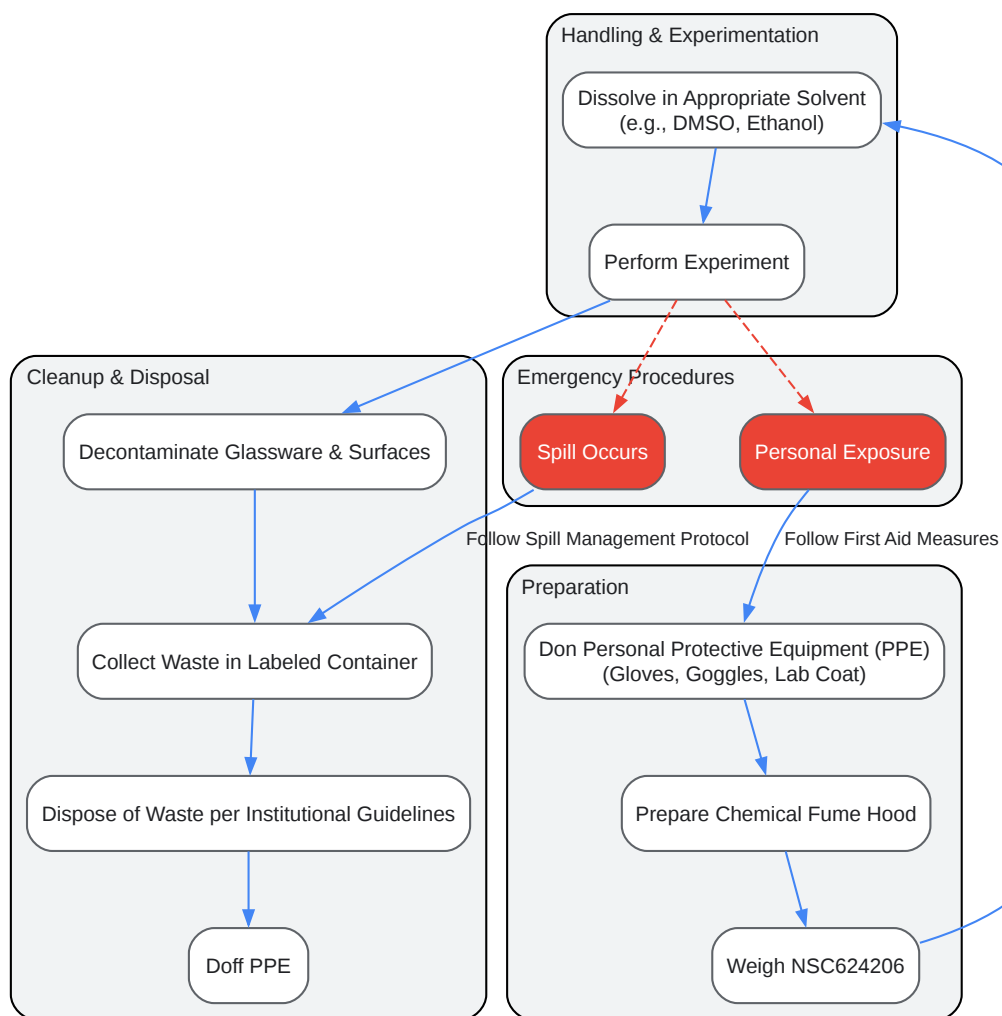 Handling & Experimentation
Dissolve in Appropriate Solvent
(e.g., DMSO, Ethanol)
Perform Experiment
Cleanup & Disposal
Decontaminate Glassware & Surfaces
Collect Waste in Labeled Container
Dispose of Waste per Institutional Guidelines
Doff PPE
Emergency Procedures
Spill Occurs
Personal Exposure
Follow Spill Management Protocol
Follow First Aid Measures
Preparation
Don Personal Protective Equipment (PPE)
(Gloves, Goggles, Lab Coat)
Prepare Chemical Fume Hood
Weigh NSC624206